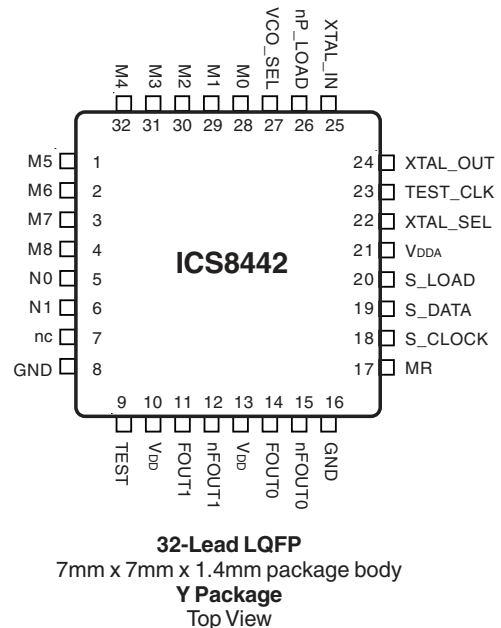 M4 M3 M2 M1 M0 VCO_SEL nP_LOAD XTAL_IN
32 31 30 29 28 27 26 25
M5 1
M6 2
M7 3
M8 4
N0 5
N1 6
nc 7
GND 8
ICS8442
24 XTAL_OUT
23 TEST_CLK
22 XTAL_SEL
21 VDDA
20 S_LOAD
19 S_DATA
18 S_CLOCK
17 MR
9 10 11 12 13 14 15 16
TEST VDD FOUT1 nFOUT1 VDD FOUT0 nFOUT0 GND
32-Lead LQFP
7mm x 7mm x 1.4mm package body
Y Package
Top View